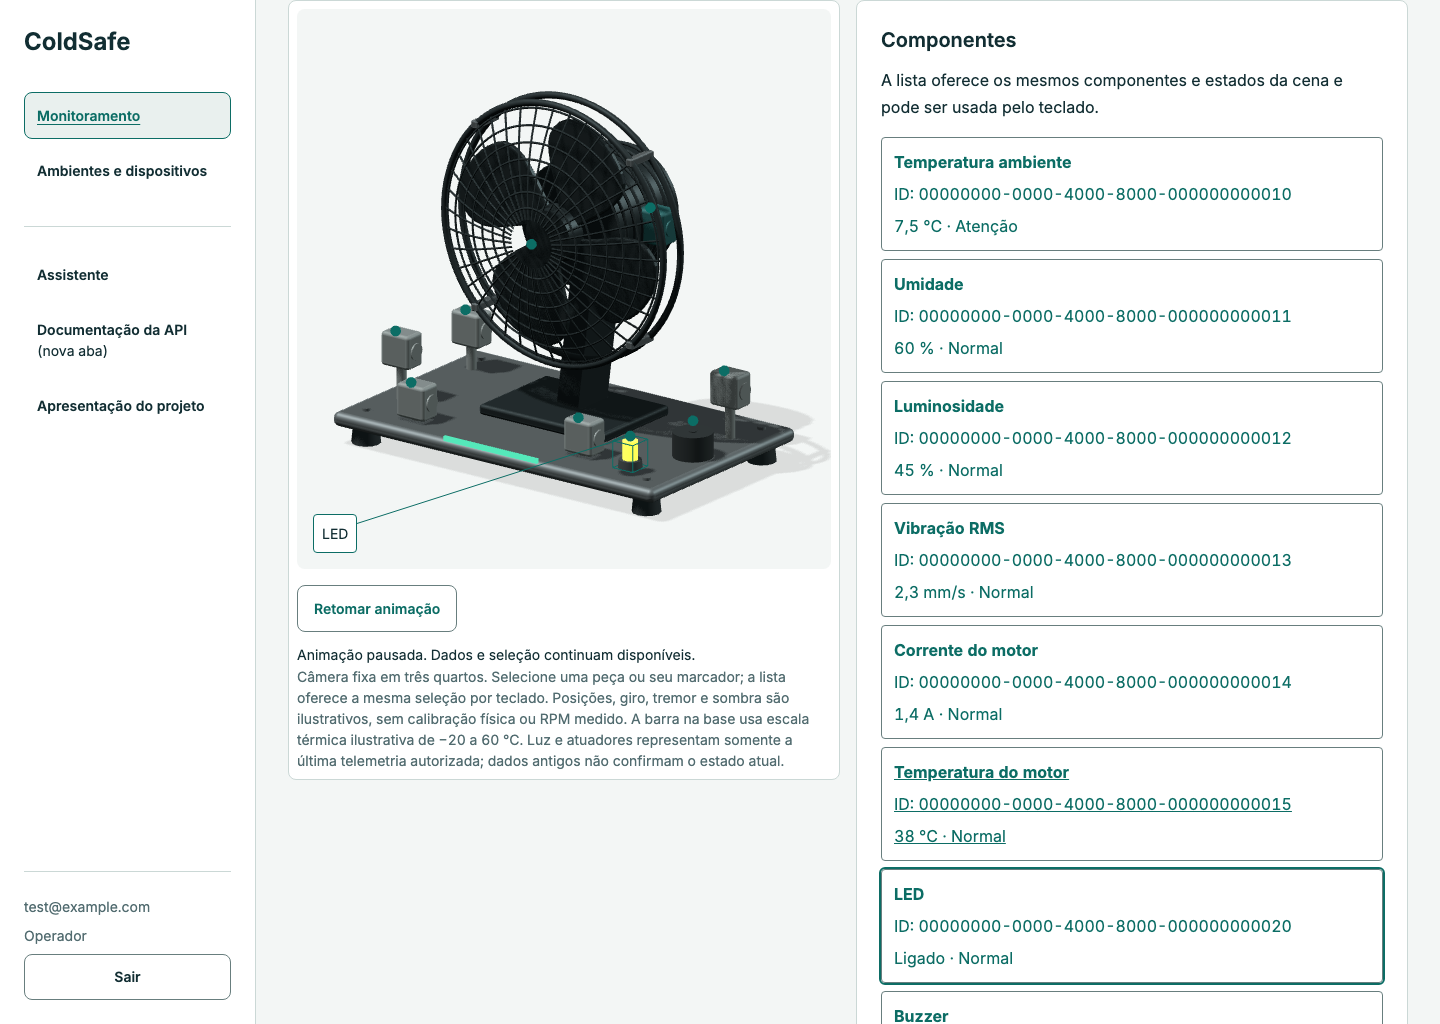 ColdSafe
Monitoramento
Ambientes e dispositivos
Assistente
Documentação da API
(nova aba)
Apresentação do projeto
test@example.com
Operador
Sair
LED
Retomar animação
Animação pausada. Dados e seleção continuam disponíveis.
Câmera fixa em três quartos. Selecione uma peça ou seu marcador; a lista
oferece a mesma seleção por teclado. Posições, giro, tremor e sombra são
ilustrativos, sem calibração física ou RPM medido. A barra na base usa escala
térmica ilustrativa de −20 a 60 °C. Luz e atuadores representam somente a
última telemetria autorizada; dados antigos não confirmam o estado atual.
Componentes
A lista oferece os mesmos componentes e estados da cena e
pode ser usada pelo teclado.
Temperatura ambiente
ID: 00000000-0000-4000-8000-000000000010
7,5 °C · Atenção
Umidade
ID: 00000000-0000-4000-8000-000000000011
60 % · Normal
Luminosidade
ID: 00000000-0000-4000-8000-000000000012
45 % · Normal
Vibração RMS
ID: 00000000-0000-4000-8000-000000000013
2,3 mm/s · Normal
Corrente do motor
ID: 00000000-0000-4000-8000-000000000014
1,4 A · Normal
Temperatura do motor
ID: 00000000-0000-4000-8000-000000000015
38 °C · Normal
LED
ID: 00000000-0000-4000-8000-000000000020
Ligado · Normal
Buzzer